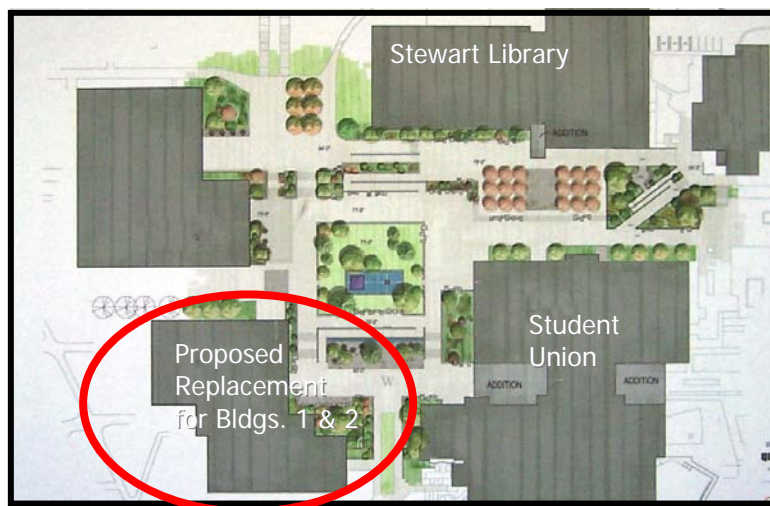 Stewart Library
ADDITION
Proposed
Replacement
for Bldgs. 1 & 2
Student
Union
ADDITION
ADDITION
W